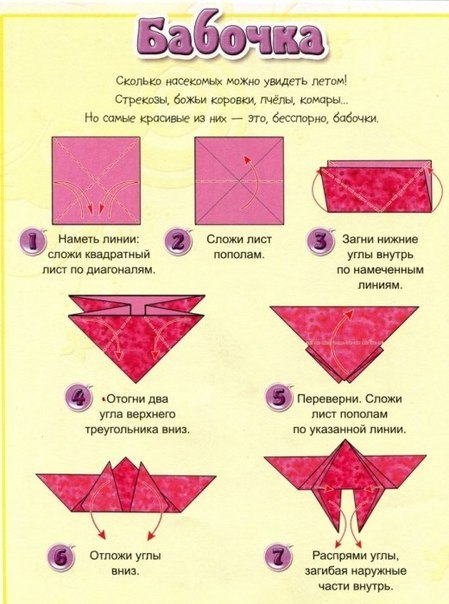 Бабочка
Сколько насекомых можно увидеть летом!
Стрекозы, божьи коровки, пчёлы, комары...
Но самые красивые из них — это, бесспорно, бабочки.
1 Наметь линии:
сложи квадратный
лист по диагоналям.
2 Сложи лист
пополам.
3 Загни нижние
углы внутрь
по намеченным
линиям.
4 Отогни два
угла верхнего
треугольника вниз.
5 Переверни. Сложи
лист пополам
по указанной линии.
6 Отложи углы
вниз.
7 Распрями углы,
загибая наружные
части внутрь.